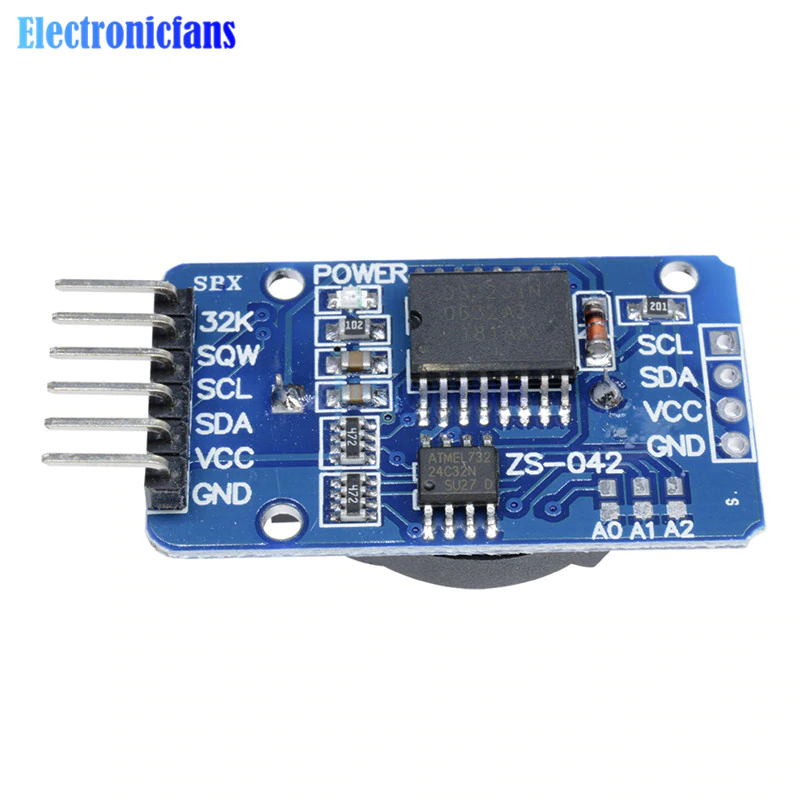 Electronicfans
SPX
POWER
32K
SQW
SCL
SDA
VCC
GND
102
472
472
201
SCL
SDA
VCC
GND
ATMEL732
24C32N
SU27 D
ZS-042
A0 A1 A2
S.